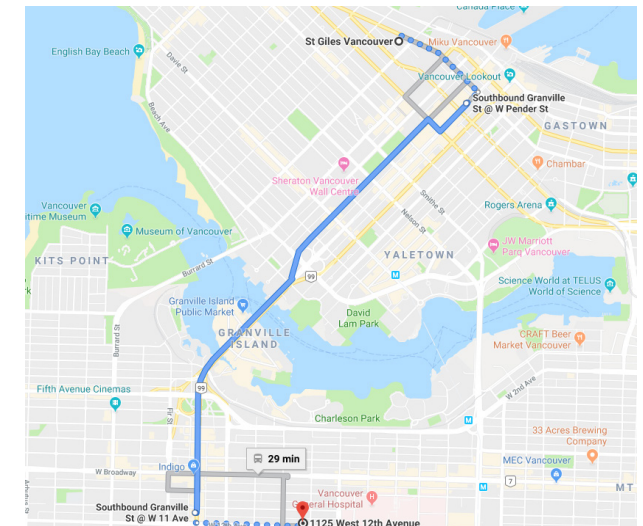 Canada Place
St Giles Vancouver
Miku Vancouver
English Bay Beach
Davie St
Vancouver Lookout
Beach Ave
Southbound Granville
St @ W Pender St
GASTOWN
Chambar
Sheraton Vancouver
Wall Centre
Smithe St
Nelson St
Rogers Arena
Vancouver
time Museum
Museum of Vancouver
YALETOWN
JW Marriott
Parq Vancouver
KITS POINT
Burrard St
99
Science World at TELUS
World of Science
Granville Island
Public Market
David
Lam Park
GRANVILLE
ISLAND
CRAFT Beer
Market Vancouver
Burrard St
99
Fifth Avenue Cinemas
Fir St
W 2nd Ave
Charleson Park
33 Acres Brewing
Company
29 min
W Broadway
Indigo
MEC Vancouver
7
MT
Vancouver
General Hospital
Southbound Granville
St @ W 11 Ave
1125 West 12th Avenue